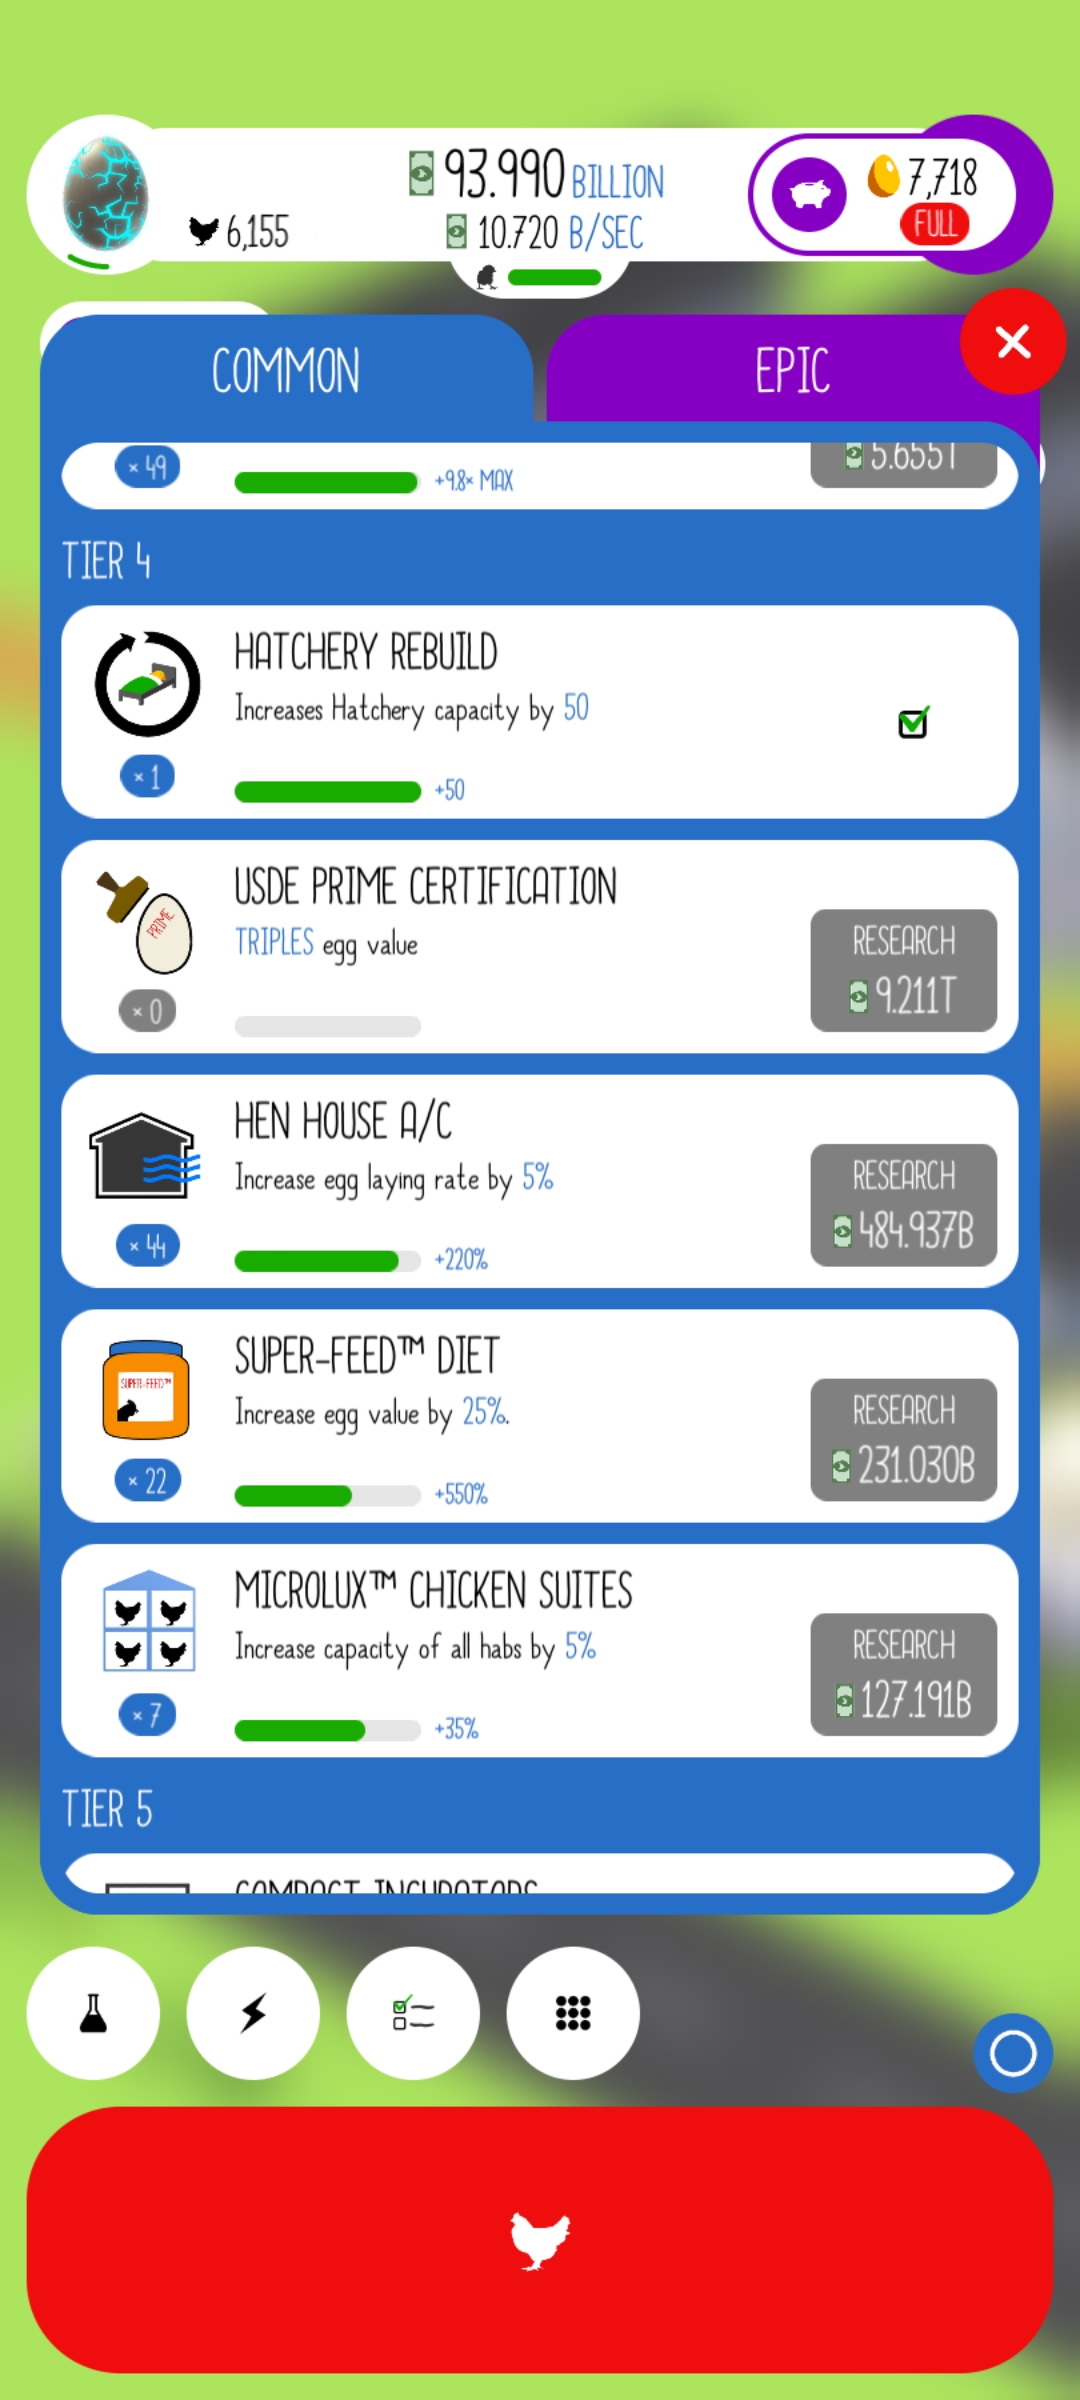 93.990 BILLION
6,155
10.720 B/SEC
7,718
FULL
COMMON
EPIC
× 49
+9.8× MAX
5.655T
TIER 4
HATCHERY REBUILD
Increases Hatchery capacity by 50
× 1
+50
USDE PRIME CERTIFICATION
TRIPLES egg value
PRIME
× 0
RESEARCH
9.211T
HEN HOUSE A/C
Increase egg laying rate by 5%
× 44
+220%
RESEARCH
484.937B
SUPER-FEED™ DIET
Increase egg value by 25%.
SUPER-FEED™
× 22
+550%
RESEARCH
231.030B
MICROLUX™ CHICKEN SUITES
Increase capacity of all habs by 5%
× 7
+35%
RESEARCH
127.191B
TIER 5
COMPACT INCUBATORS